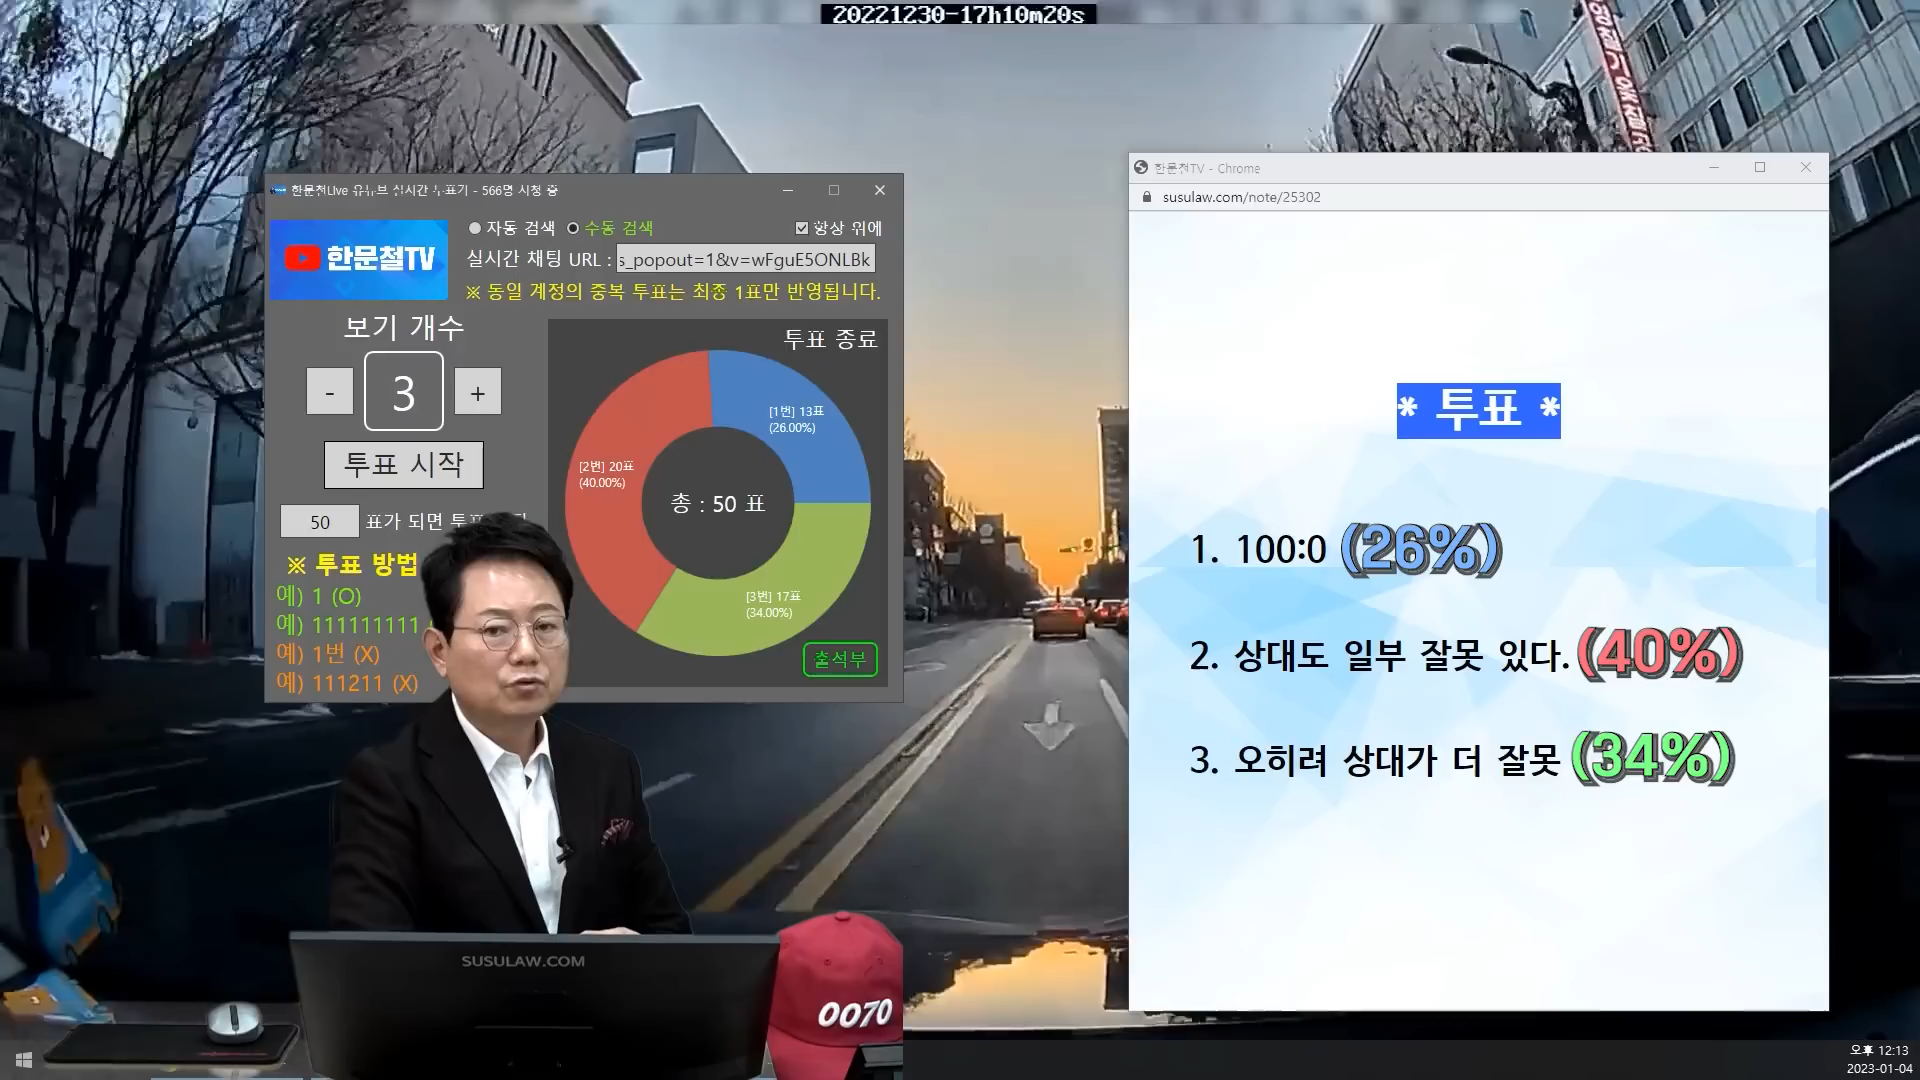 20221230-17h10m20s
한문철Live 유튜브 실시간 투표기 - 566명 시청 중
한문철TV
자동 검색 수동 검색 항상 위에
실시간 채팅 URL : s_popout=1&v=wFguE5ONLBk
※ 동일 계정의 중복 투표는 최종 1표만 반영됩니다.
보기 개수
- 3 +
투표 시작
50 표가 되면 투표
※ 투표 방법
예) 1 (O)
예) 111111111
예) 1번 (X)
예) 111211 (X)
투표 종료
[1번] 13표
(26.00%)
[2번] 20표
(40.00%)
총 : 50 표
[3번] 17표
(34.00%)
출석부
SUSULAW.COM
0070
한문철TV - Chrome
susulaw.com/note/25302
* 투표 *
1. 100:0 (26%)
2. 상대도 일부 잘못 있다. (40%)
3. 오히려 상대가 더 잘못 (34%)
오후 12:13
2023-01-04